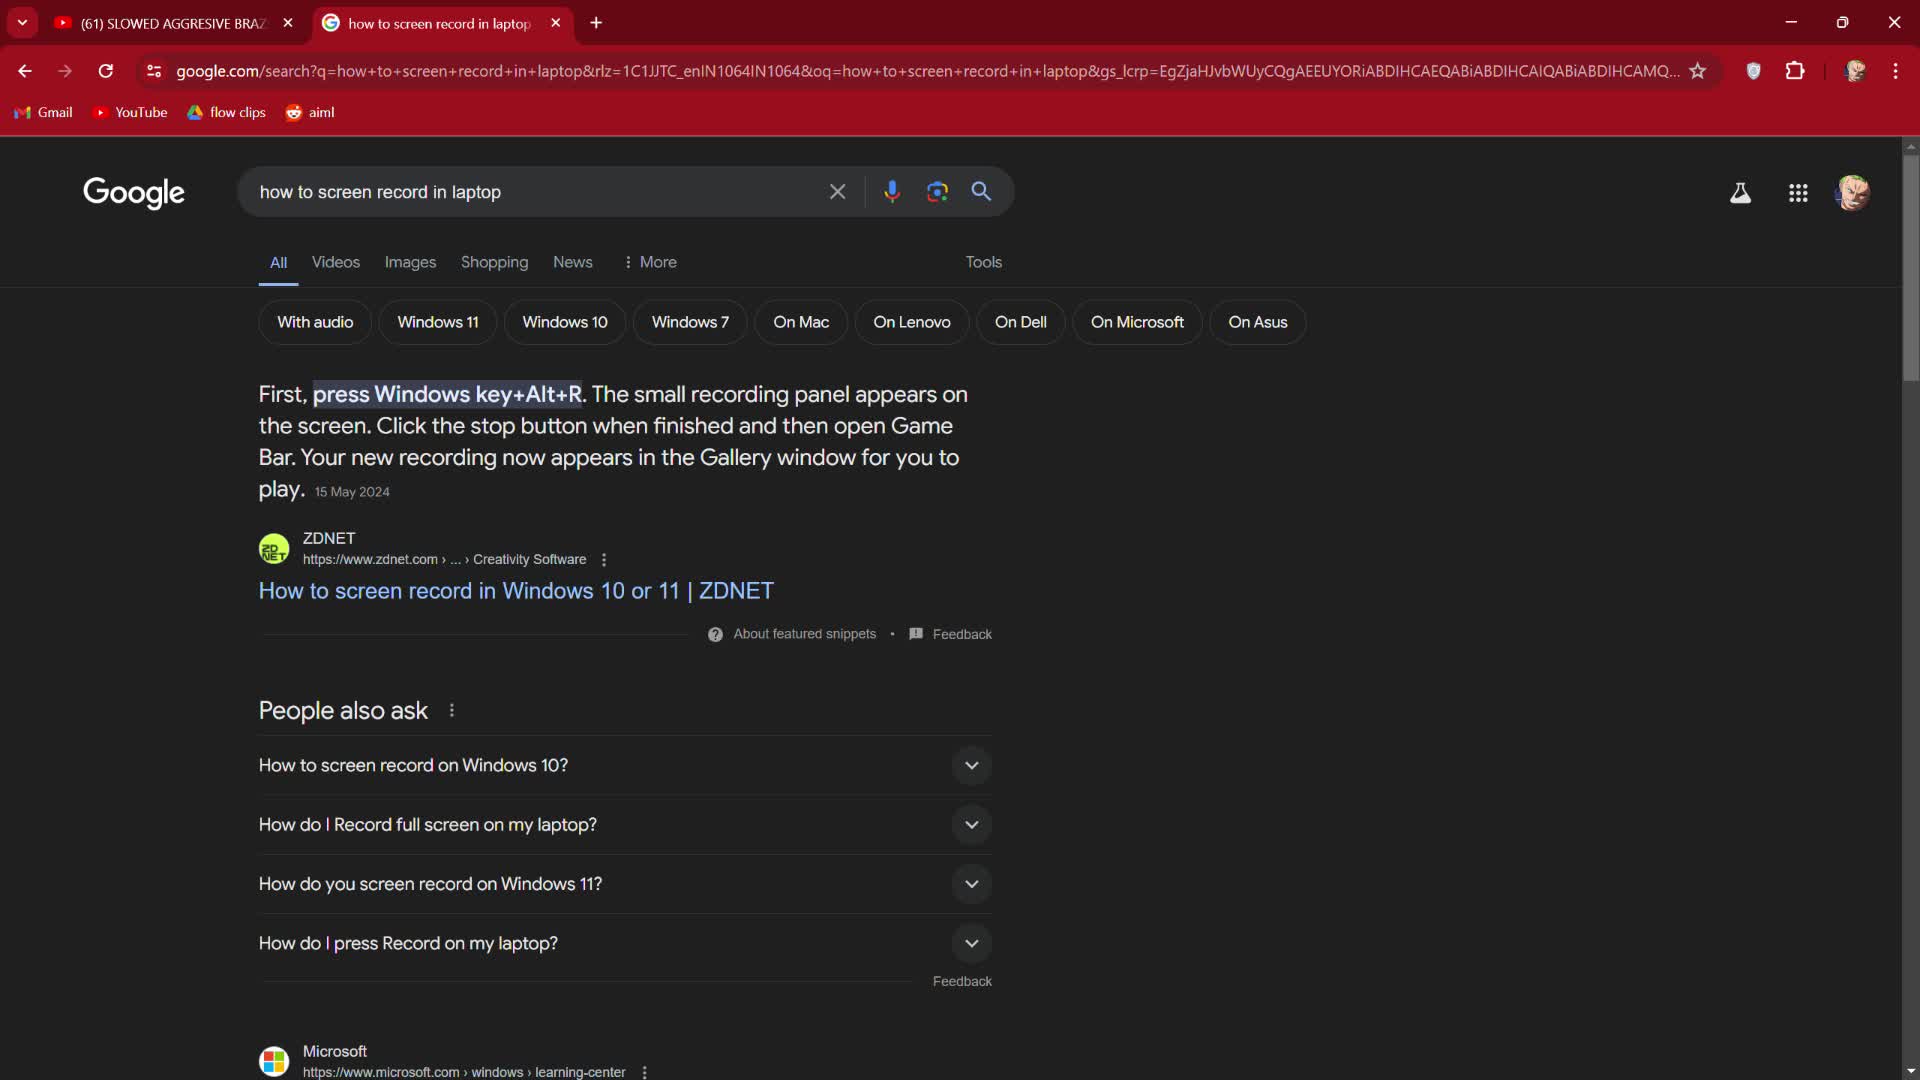 (61) SLOWED AGGRESIVE BRAZ
how to screen record in laptop
google.com/search?q=how+to+screen+record+in+laptop&rlz=1C1JJTC_enIN1064IN1064&oq=how+to+screen+record+in+laptop&gs_lcrp=EgZjaHJvbWUyCQgAEEUYORiABDIHCAEQABiABDIHCAIQABiABDIHCAMQ...
Gmail YouTube flow clips aiml
Google how to screen record in laptop
All Videos Images Shopping News More Tools
With audio Windows 11 Windows 10 Windows 7 On Mac On Lenovo On Dell On Microsoft On Asus
First, press Windows key+Alt+R. The small recording panel appears on
the screen. Click the stop button when finished and then open Game
Bar. Your new recording now appears in the Gallery window for you to
play. 15 May 2024
ZD
NET
ZDNET
https://www.zdnet.com › ... › Creativity Software
How to screen record in Windows 10 or 11 | ZDNET
About featured snippets • Feedback
People also ask
How to screen record on Windows 10?
How do I Record full screen on my laptop?
How do you screen record on Windows 11?
How do I press Record on my laptop?
Feedback
Microsoft
https://www.microsoft.com › windows › learning-center